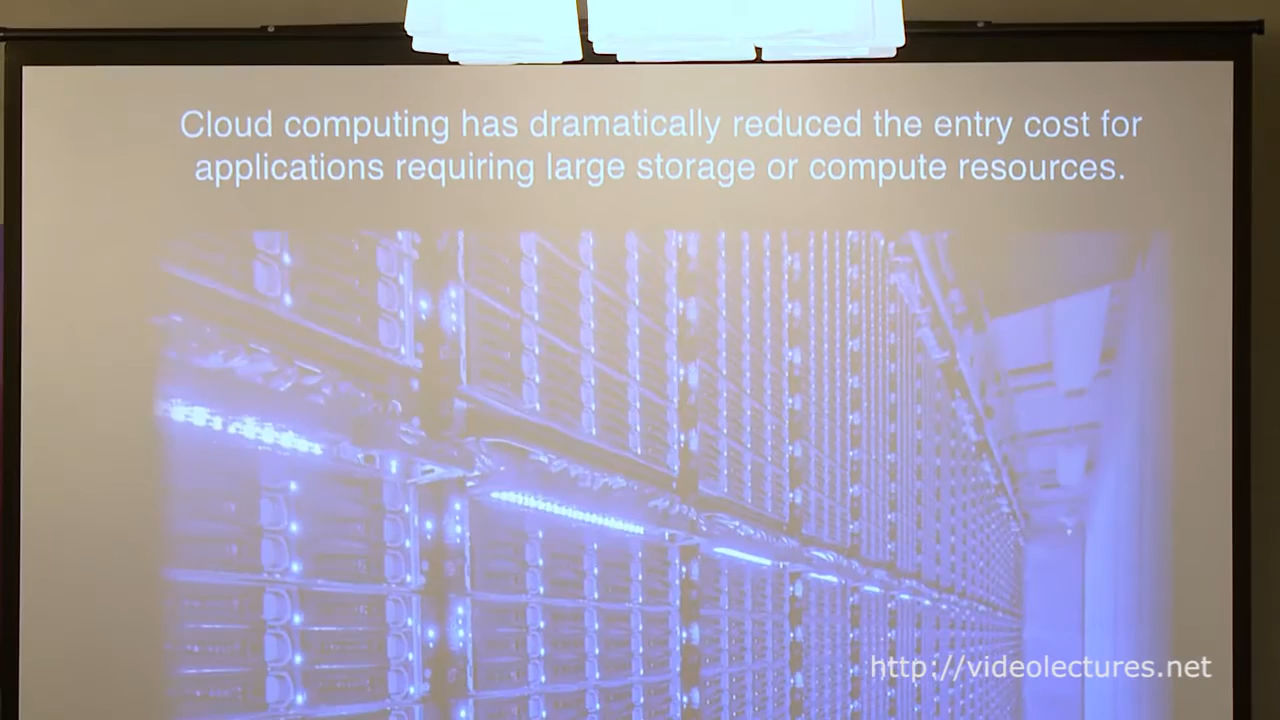 Cloud computing has dramatically reduced the entry cost for
applications requiring large storage or compute resources.
http://videolectures.net